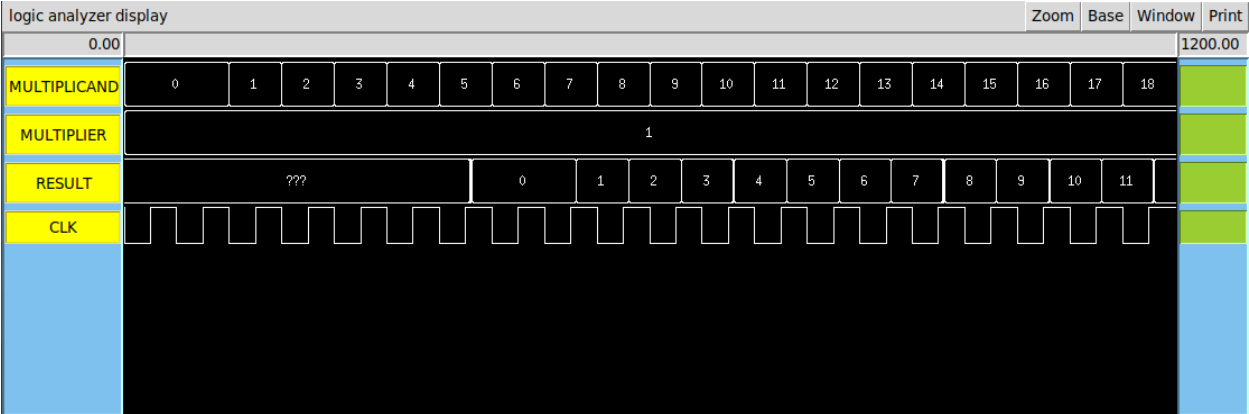 logic analyzer display Zoom Base Window Print
0.00 1200.00
MULTIPLICAND 0 1 2 3 4 5 6 7 8 9 10 11 12 13 14 15 16 17 18
MULTIPLIER 1
RESULT ??? 0 1 2 3 4 5 6 7 8 9 10 11
CLK